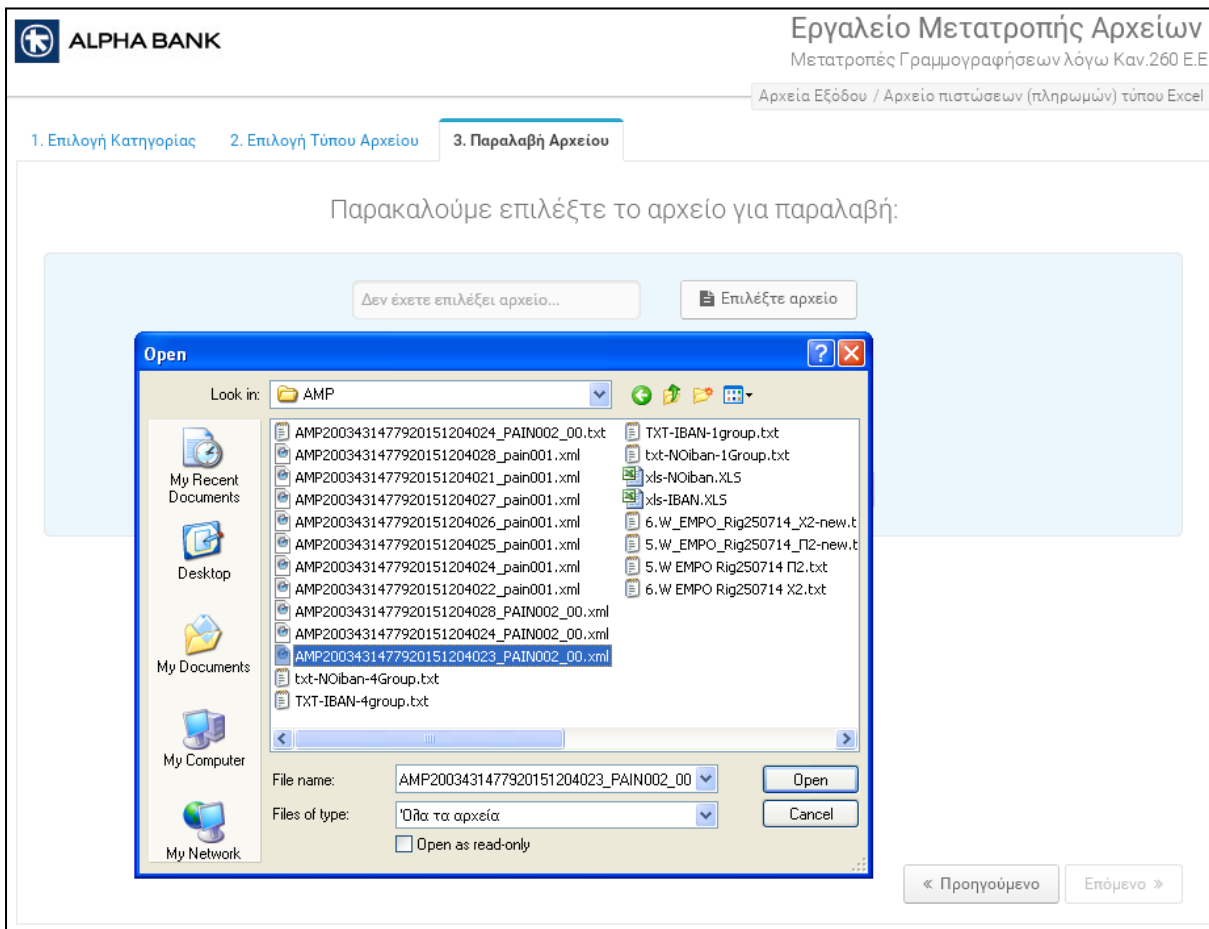 ALPHA BANK
Εργαλείο Μετατροπής Αρχείων
Μετατροπές Γραμμογραφήσεων λόγω Καν.260 Ε.Ε
Αρχεία Εξόδου / Αρχείο πιστώσεων (πληρωμών) τύπου Excel
1. Επιλογή Κατηγορίας 2. Επιλογή Τύπου Αρχείου 3. Παραλαβή Αρχείου
Παρακαλούμε επιλέξτε το αρχείο για παραλαβή:
Δεν έχετε επιλέξει αρχείο... Επιλέξτε αρχείο
Open
Look in: AMP
My Recent Documents
Desktop
My Documents
My Computer
My Network
AMP2003431477920151204024_PAIN002_00.txt
AMP2003431477920151204028_pain001.xml
AMP2003431477920151204021_pain001.xml
AMP2003431477920151204027_pain001.xml
AMP2003431477920151204026_pain001.xml
AMP2003431477920151204025_pain001.xml
AMP2003431477920151204024_pain001.xml
AMP2003431477920151204022_pain001.xml
AMP2003431477920151204028_PAIN002_00.xml
AMP2003431477920151204024_PAIN002_00.xml
AMP2003431477920151204023_PAIN002_00.xml
txt-NOiban-4Group.txt
TXT-IBAN-4group.txt
TXT-IBAN-1group.txt
txt-NOiban-1Group.txt
xls-NOiban.XLS
xls-IBAN.XLS
6.W_EMPO_Rig250714_X2-new.t
5.W_EMPO_Rig250714_Π2-new.t
5.W EMPO Rig250714 Π2.txt
6.W EMPO Rig250714 X2.txt
File name: AMP2003431477920151204023_PAIN002_00 Open
Files of type: Όλα τα αρχεία Cancel
Open as read-only
« Προηγούμενο Επόμενο »